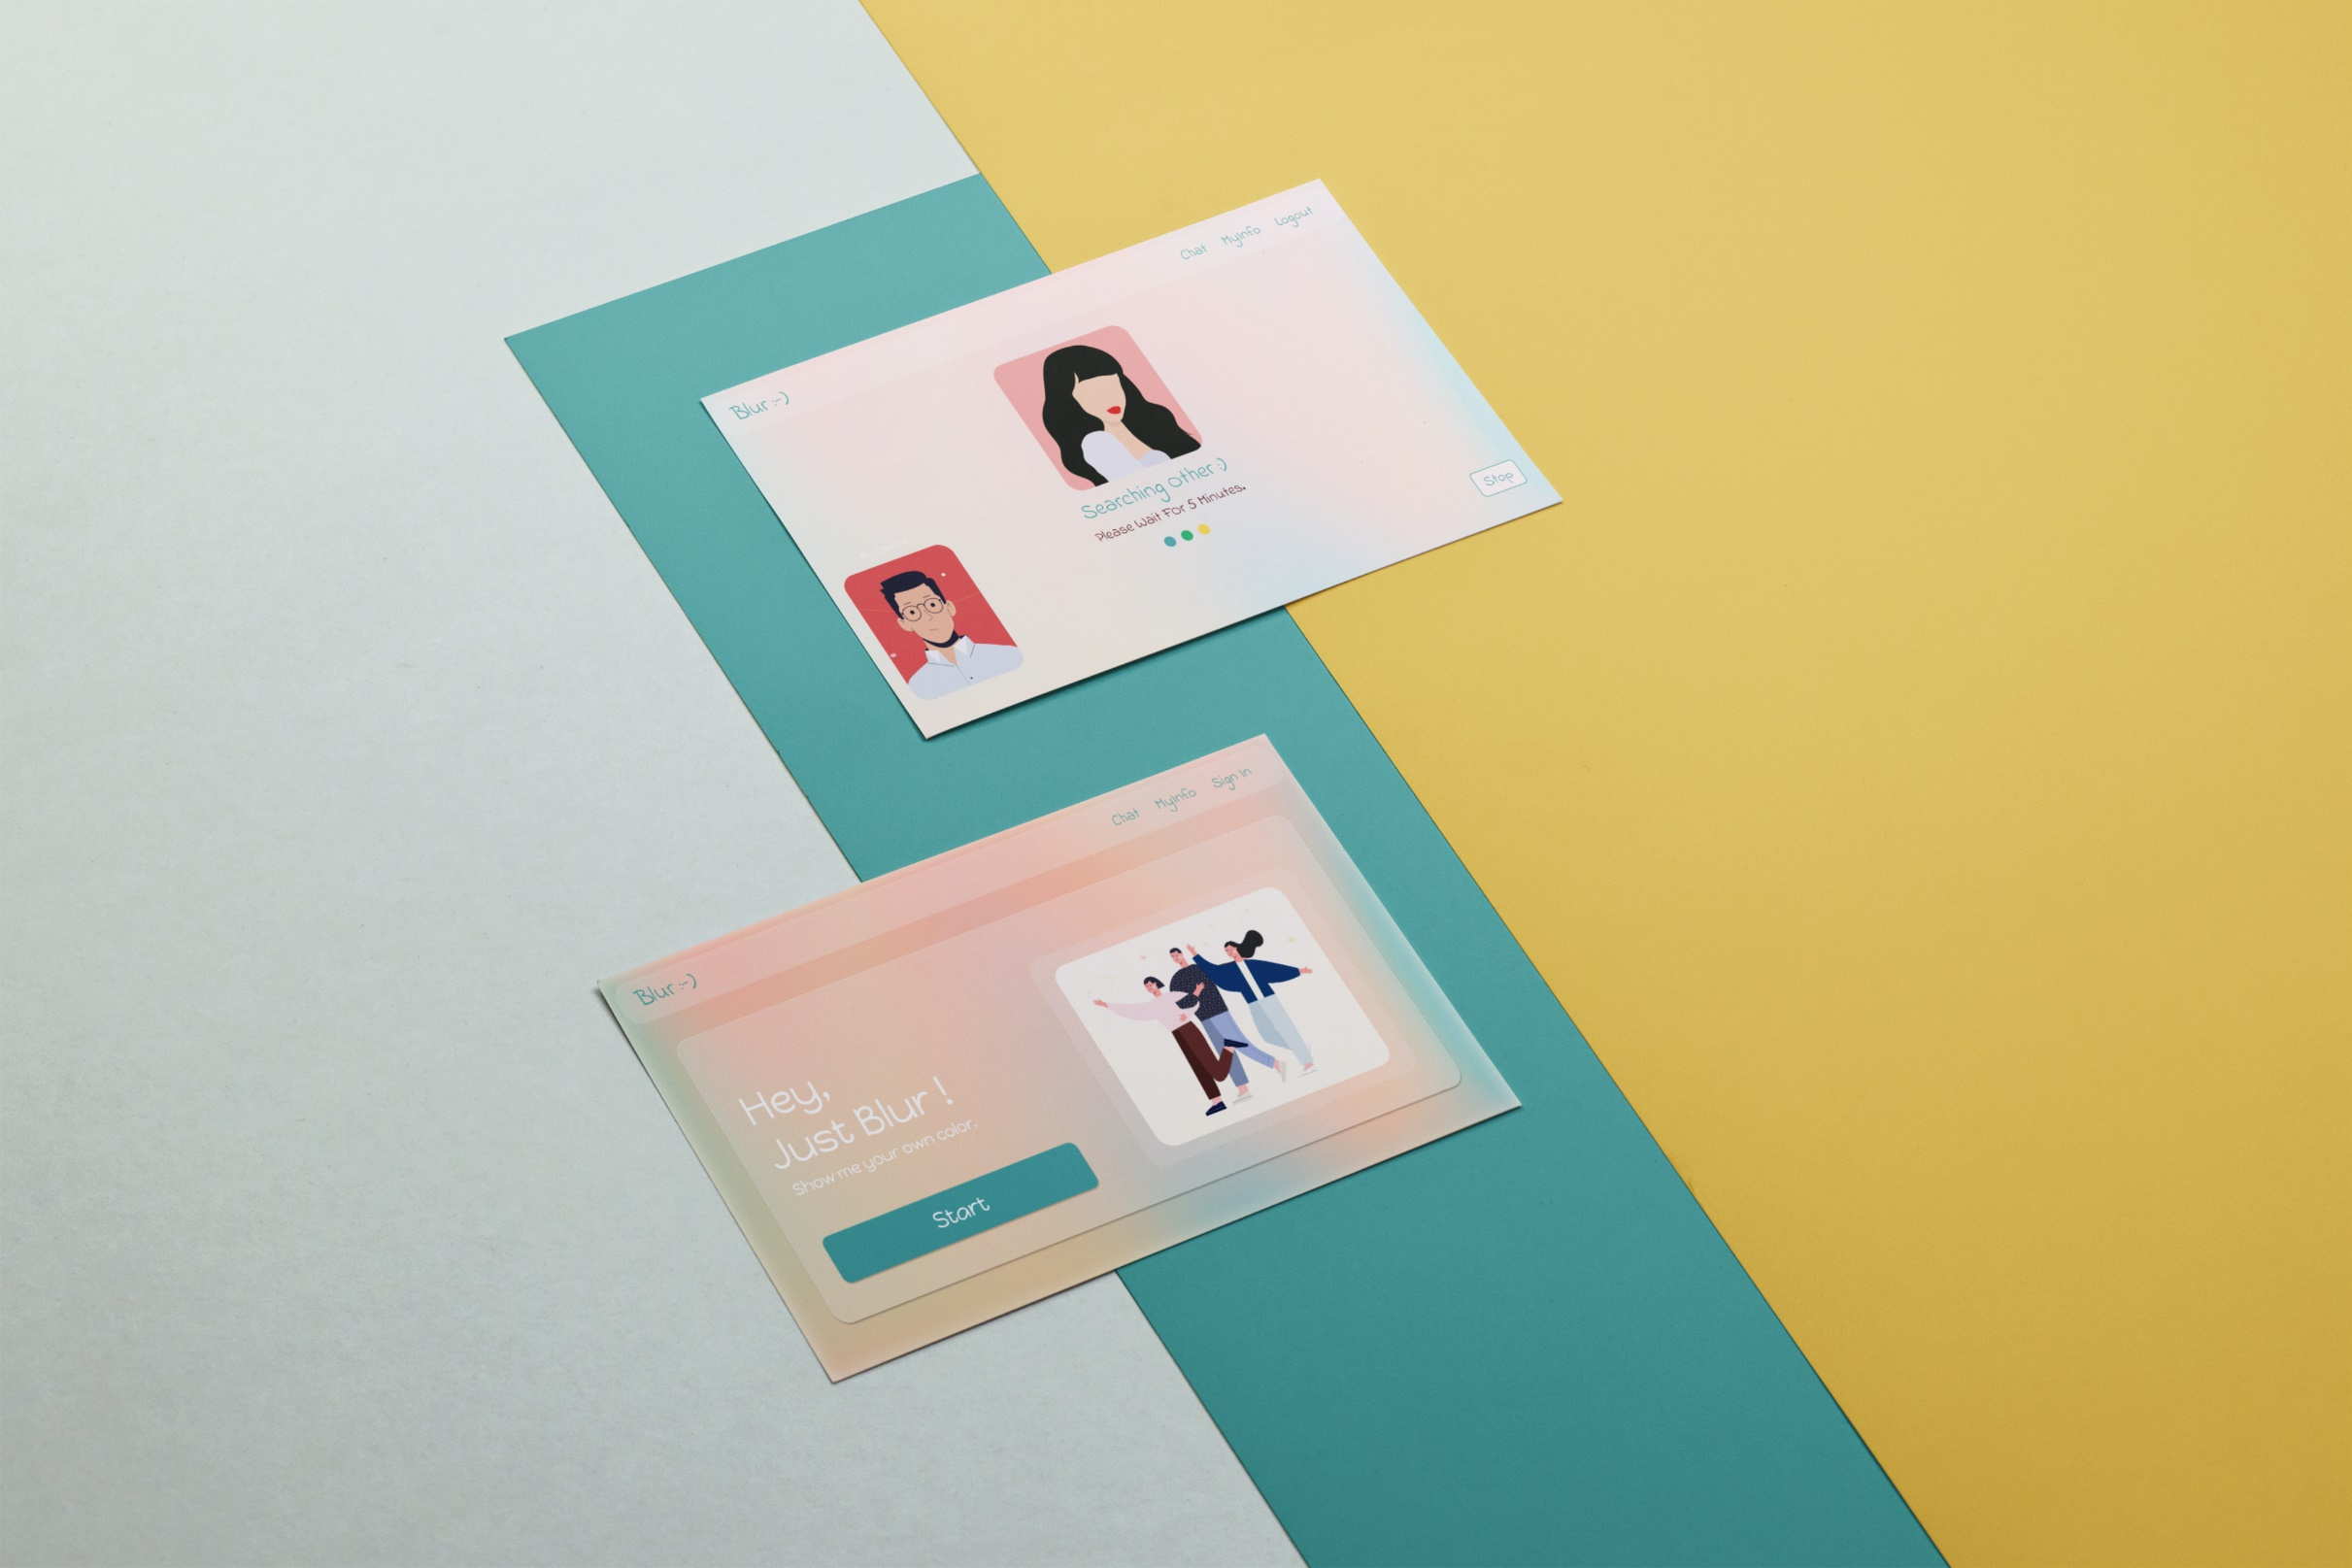 Blur :-)
Chat MyInfo Logout
Searching Other :)
Please Wait For 5 Minutes.
Stop
Blur :-)
Chat MyInfo Sign In
Hey,
Just Blur !
Show me your own color.
Start